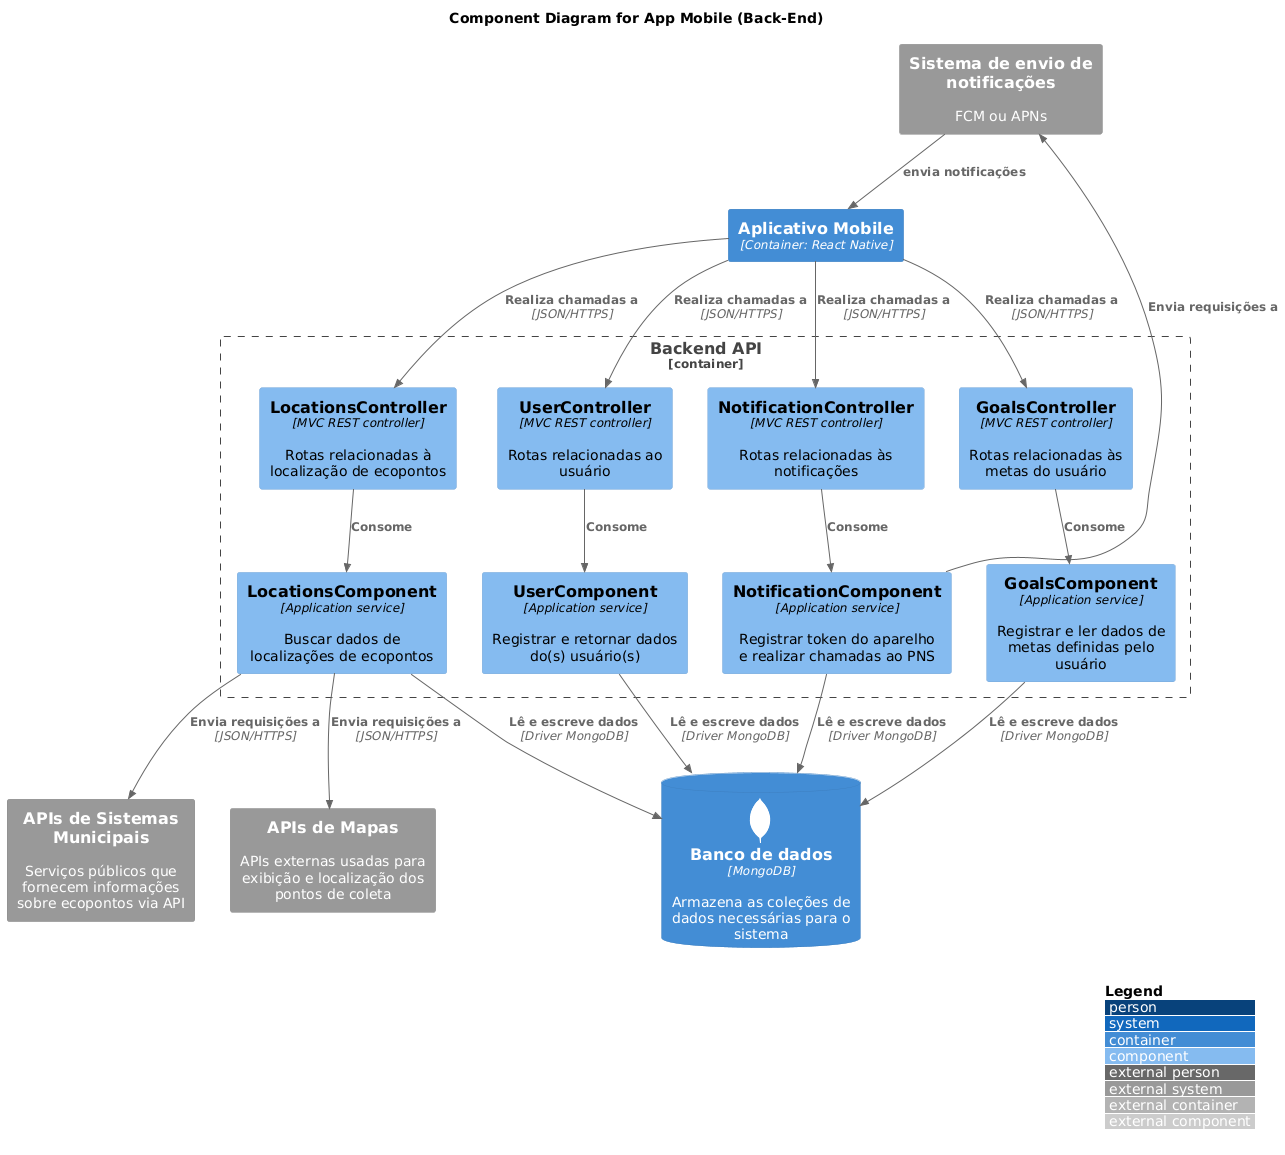 Component Diagram for App Mobile (Back-End)
Sistema de envio de
notificações
FCM ou APNs
envia notificações
Aplicativo Mobile
[Container: React Native]
Realiza chamadas a
[JSON/HTTPS]
Realiza chamadas a
[JSON/HTTPS]
Realiza chamadas a
[JSON/HTTPS]
Realiza chamadas a
[JSON/HTTPS]
Envia requisições a
Backend API
[container]
LocationsController
[MVC REST controller]
Rotas relacionadas à
localização de ecopontos
UserController
[MVC REST controller]
Rotas relacionadas ao
usuário
NotificationController
[MVC REST controller]
Rotas relacionadas às
notificações
GoalsController
[MVC REST controller]
Rotas relacionadas às
metas do usuário
Consome
Consome
Consome
Consome
LocationsComponent
[Application service]
Buscar dados de
localizações de ecopontos
UserComponent
[Application service]
Registrar e retornar dados
do(s) usuário(s)
NotificationComponent
[Application service]
Registrar token do aparelho
e realizar chamadas ao PNS
GoalsComponent
[Application service]
Registrar e ler dados de
metas definidas pelo
usuário
Envia requisições a
[JSON/HTTPS]
Envia requisições a
[JSON/HTTPS]
Lê e escreve dados
[Driver MongoDB]
Lê e escreve dados
[Driver MongoDB]
Lê e escreve dados
[Driver MongoDB]
Lê e escreve dados
[Driver MongoDB]
APIs de Sistemas
Municipais
Serviços públicos que
fornecem informações
sobre ecopontos via API
APIs de Mapas
APIs externas usadas para
exibição e localização dos
pontos de coleta
Banco de dados
[MongoDB]
Armazena as coleções de
dados necessárias para o
sistema
Legend
person
system
container
component
external person
external system
external container
external component